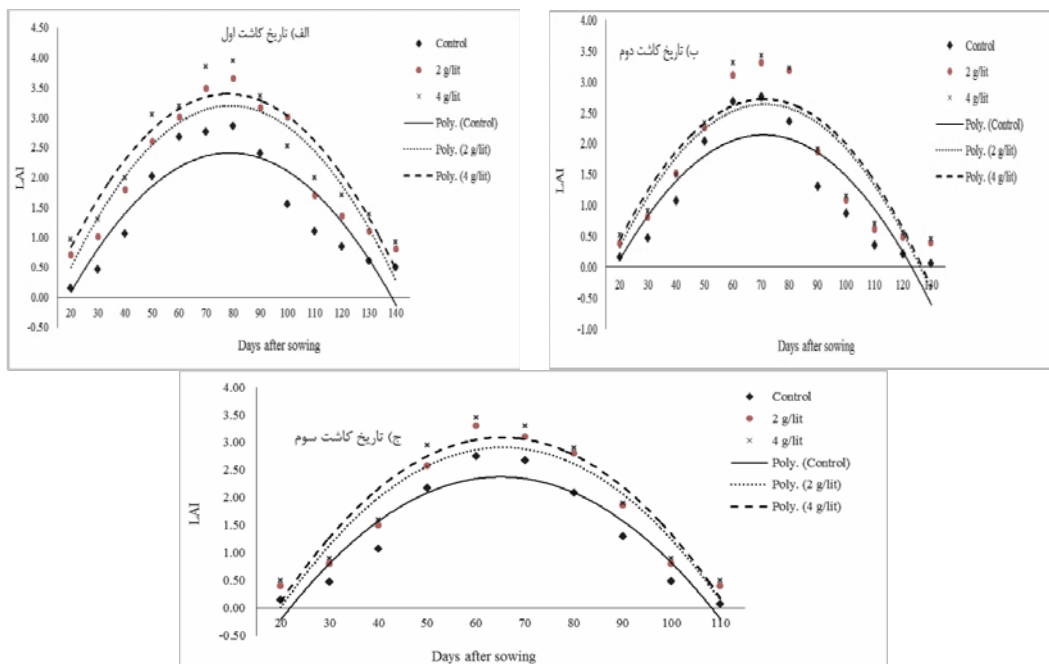 الف) تاریخ کاشت اول
LAI
4.50
4.00
3.50
3.00
2.50
2.00
1.50
1.00
0.50
0.00
-0.50
20 30 40 50 60 70 80 90 100 110 120 130 140
Days after sowing
Control
2 g/lit
4 g/lit
Poly. (Control)
Poly. (2 g/lit)
Poly. (4 g/lit)
ب) تاریخ کاشت دوم
LAI
4.00
3.50
3.00
2.50
2.00
1.50
1.00
0.50
0.00
-0.50
-1.00
20 30 40 50 60 70 80 90 100 110 120 130
Days after sowing
Control
2 g/lit
4 g/lit
Poly. (Control)
Poly. (2 g/lit)
Poly. (4 g/lit)
ج) تاریخ کاشت سوم
LAI
4.00
3.50
3.00
2.50
2.00
1.50
1.00
0.50
0.00
-0.50
20 30 40 50 60 70 80 90 100 110
Days after sowing
Control
2 g/lit
4 g/lit
Poly. (Control)
Poly. (2 g/lit)
Poly. (4 g/lit)